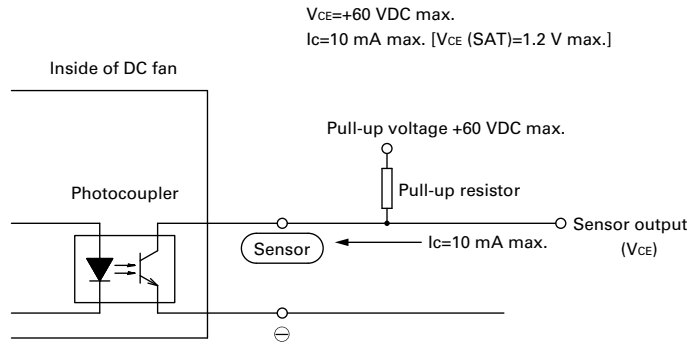 VCE=+60 VDC max.
Ic=10 mA max. [VCE (SAT)=1.2 V max.]
Inside of DC fan
Pull-up voltage +60 VDC max.
Photocoupler
Pull-up resistor
Sensor
Ic=10 mA max.
Sensor output
(VCE)
⊖